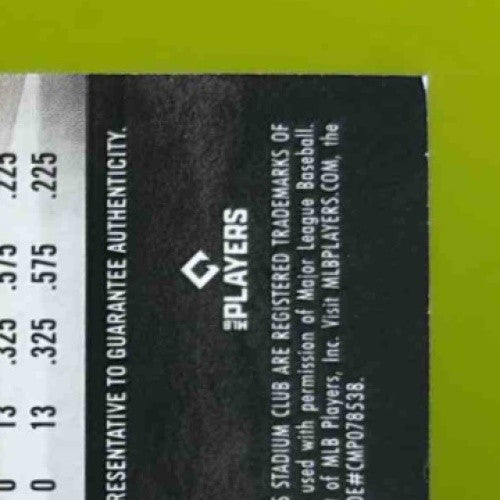 0 13 .325 .575 .225
0 13 .325 .575 .225
RESENTATIVE TO GUARANTEE AUTHENTICITY.
MLB PLAYERS
STADIUM CLUB ARE REGISTERED TRADEMARKS OF
used with permission of Major League Baseball.
of MLB Players, Inc. Visit MLBPLAYERS.COM, the
DE#CMP078538.